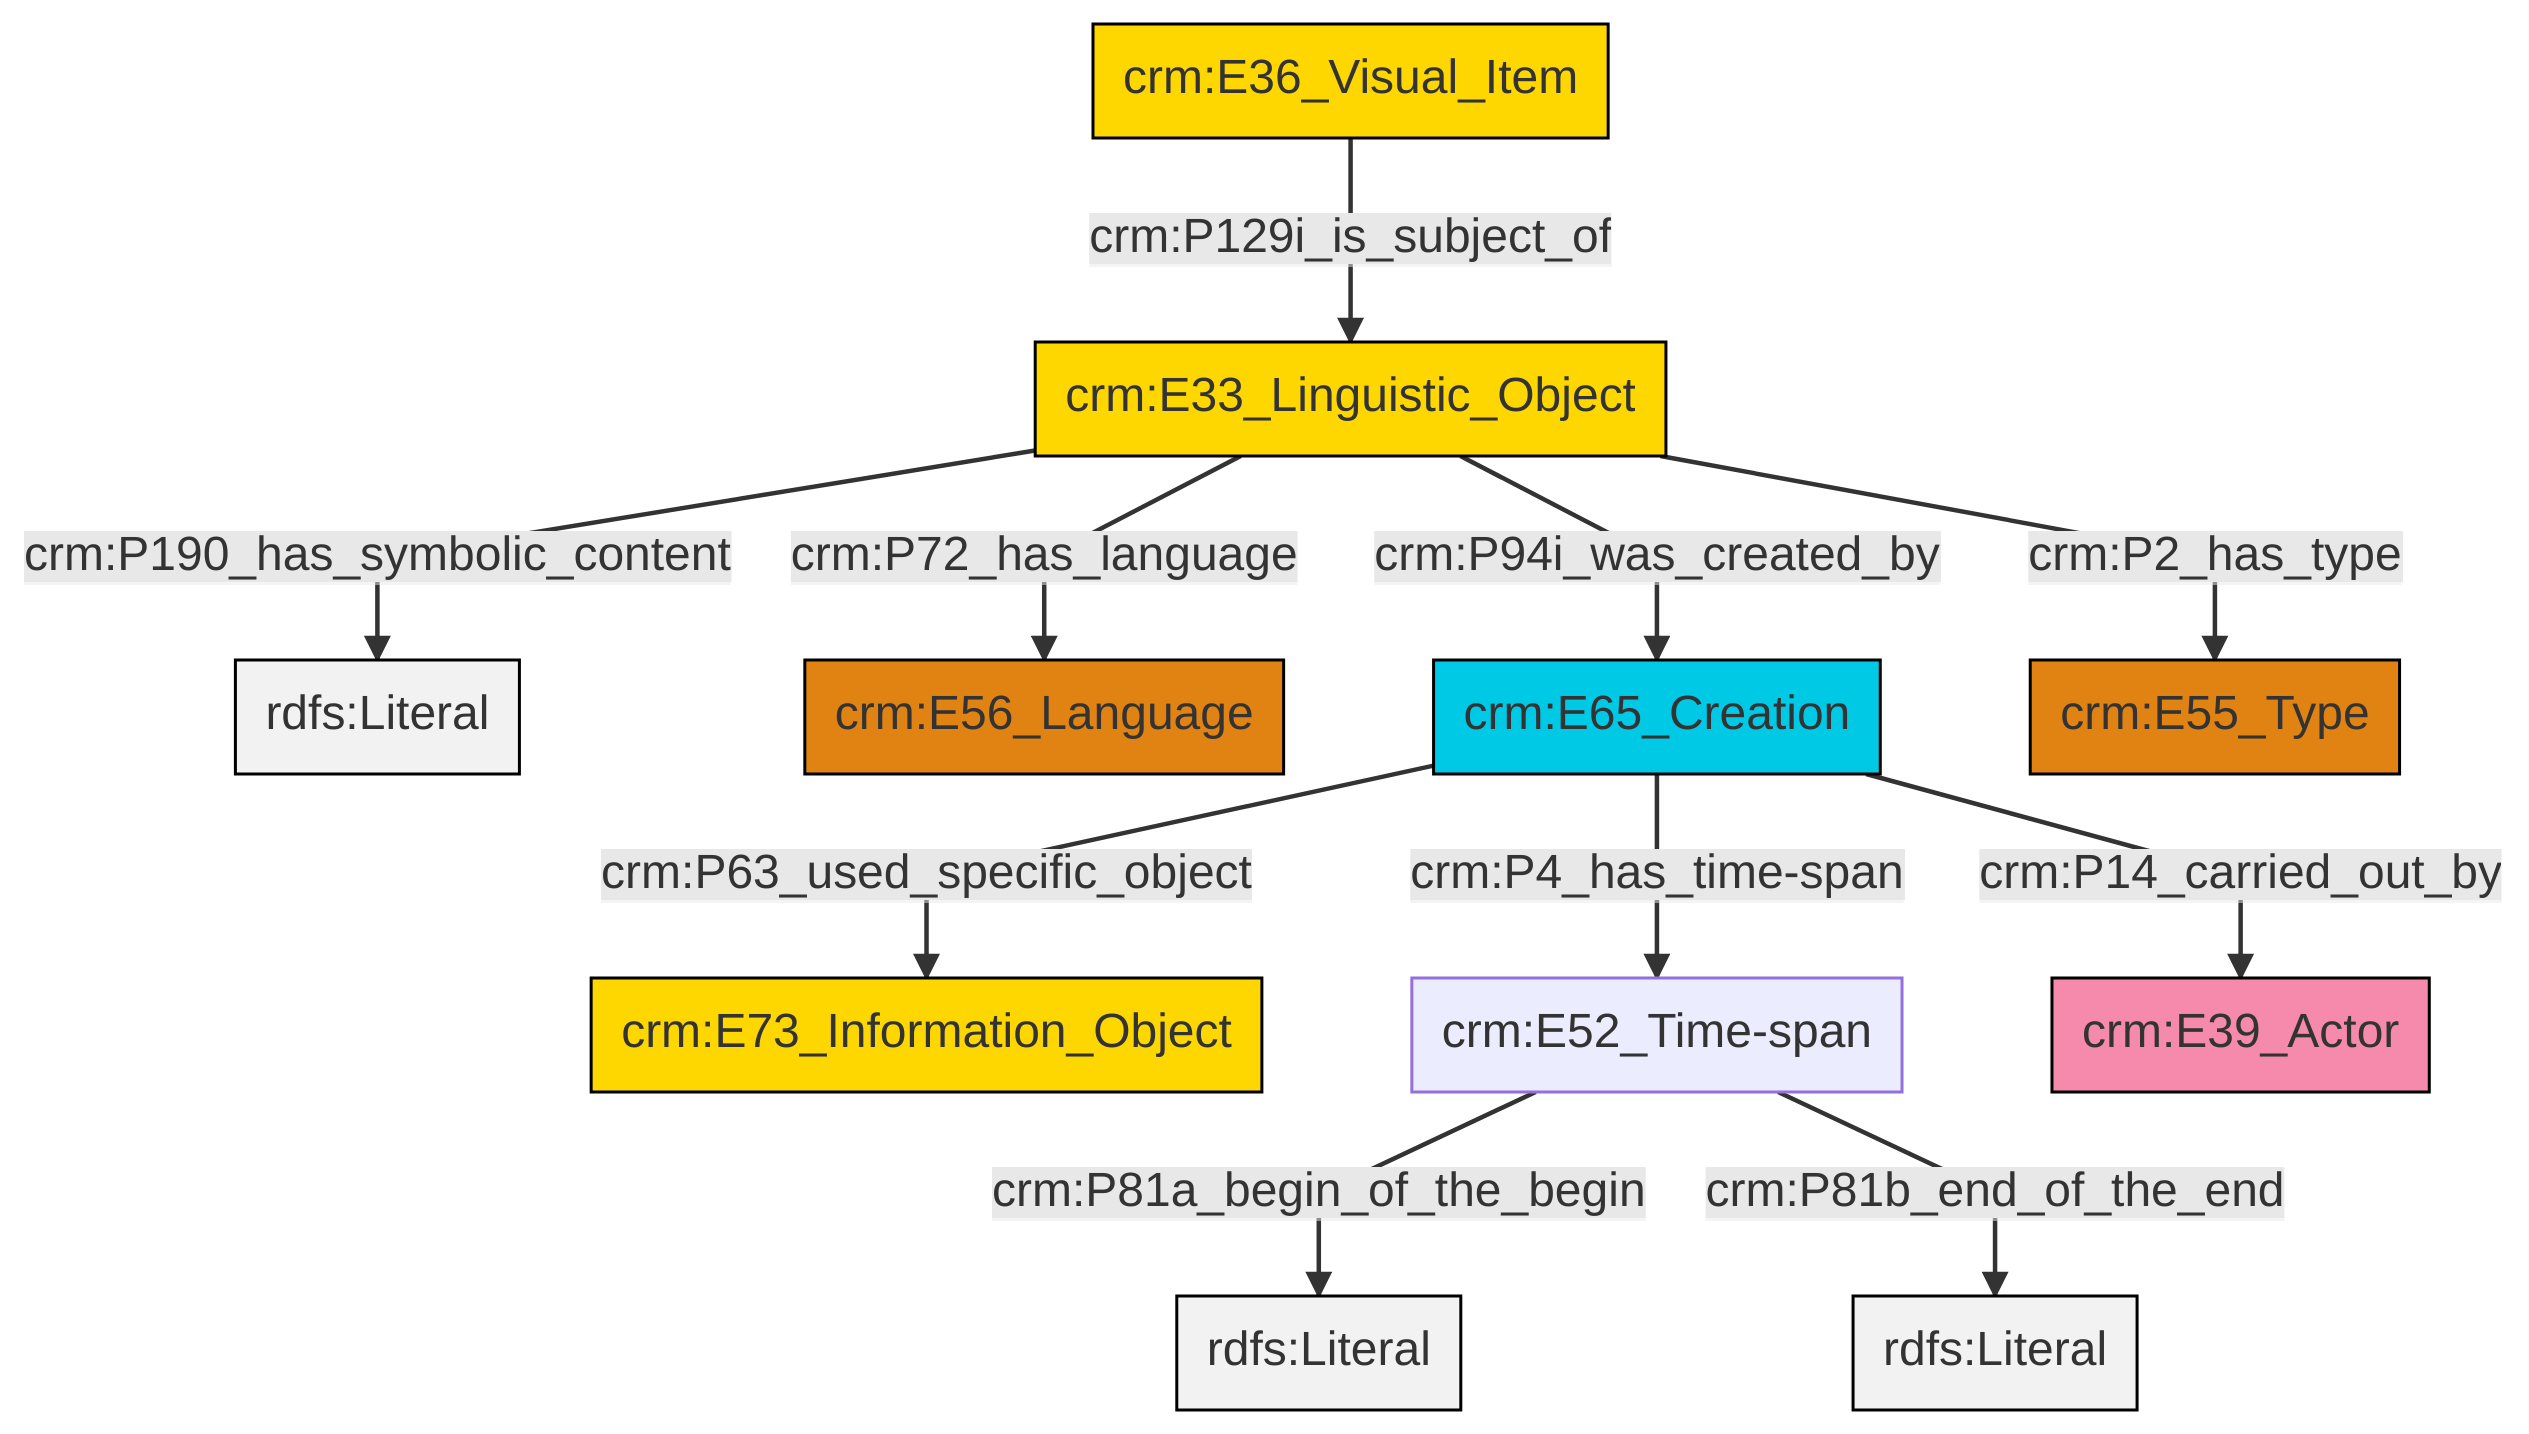 crm:E36_Visual_Item
crm:P129i_is_subject_of
crm:E33_Linguistic_Object
crm:P190_has_symbolic_content
crm:P72_has_language
crm:P94i_was_created_by
crm:P2_has_type
rdfs:Literal
crm:E56_Language
crm:E65_Creation
crm:E55_Type
crm:P63_used_specific_object
crm:P4_has_time-span
crm:P14_carried_out_by
crm:E73_Information_Object
crm:E52_Time-span
crm:E39_Actor
crm:P81a_begin_of_the_begin
crm:P81b_end_of_the_end
rdfs:Literal
rdfs:Literal